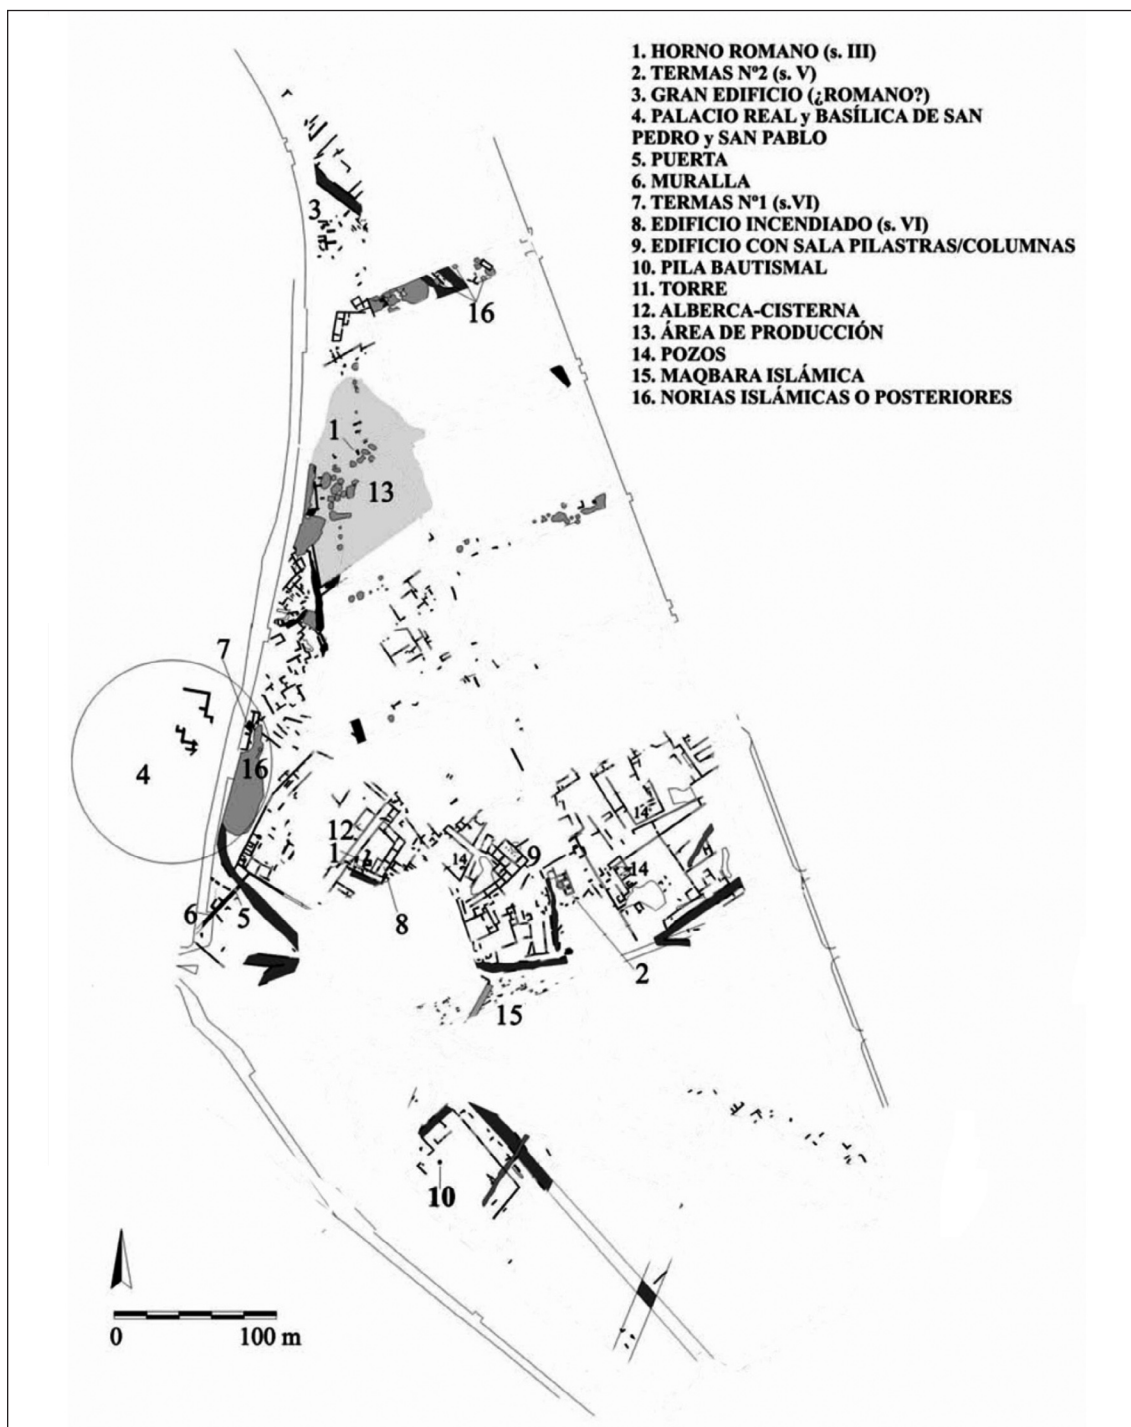 1. HORNO ROMANO (s. III)
2. TERMAS Nº2 (s. V)
3. GRAN EDIFICIO (¿ROMANO?)
4. PALACIO REAL y BASÍLICA DE SAN
PEDRO y SAN PABLO
5. PUERTA
6. MURALLA
7. TERMAS Nº1 (s.VI)
8. EDIFICIO INCENDIADO (s. VI)
9. EDIFICIO CON SALA PILASTRAS/COLUMNAS
10. PILA BAUTISMAL
11. TORRE
12. ALBERCA-CISTERNA
13. ÁREA DE PRODUCCIÓN
14. POZOS
15. MAQBARA ISLÁMICA
16. NORIAS ISLÁMICAS O POSTERIORES
3
16
1
13
7
4
16
12
14
14
9
14
1
8
6
5
2
15
10
0
100 m